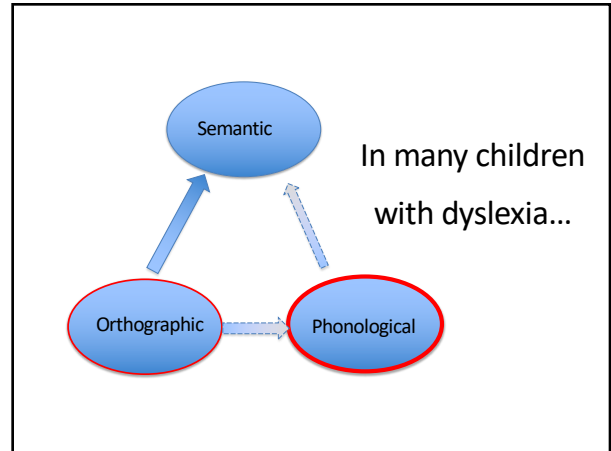 Semantic
In many children
with dyslexia...
Orthographic
Phonological